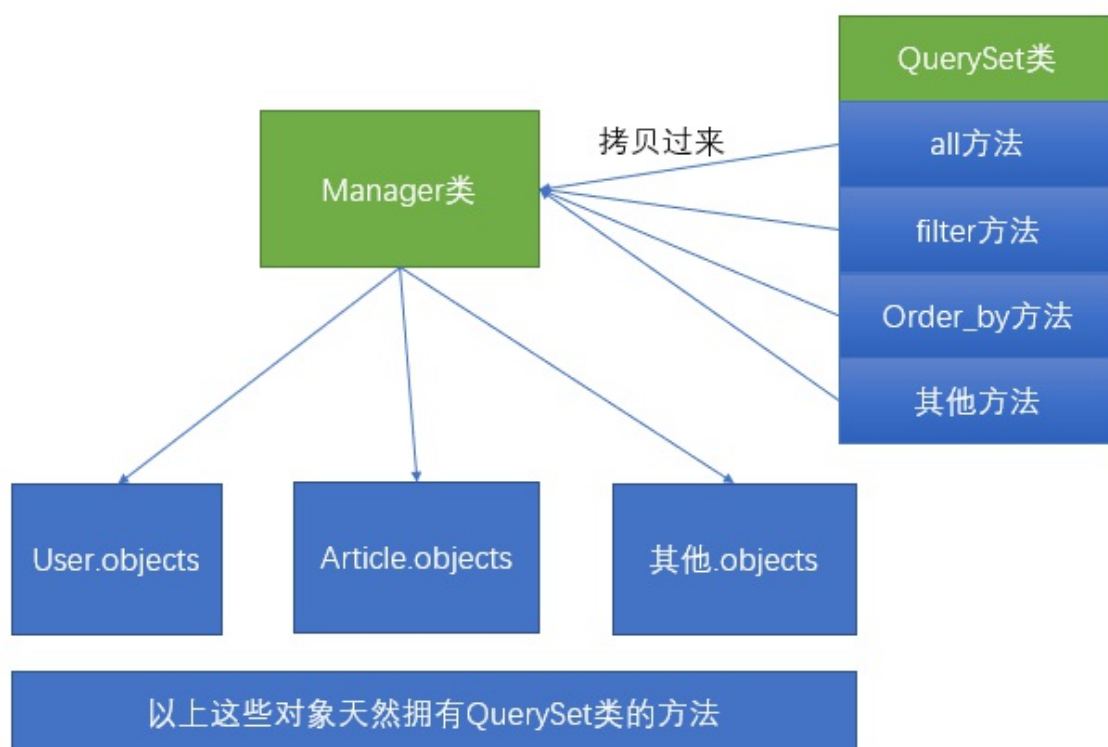 QuerySet类
all方法
拷贝过来
Manager类
filter方法
Order_by方法
其他方法
User.objects
Article.objects
其他.objects
以上这些对象天然拥有QuerySet类的方法